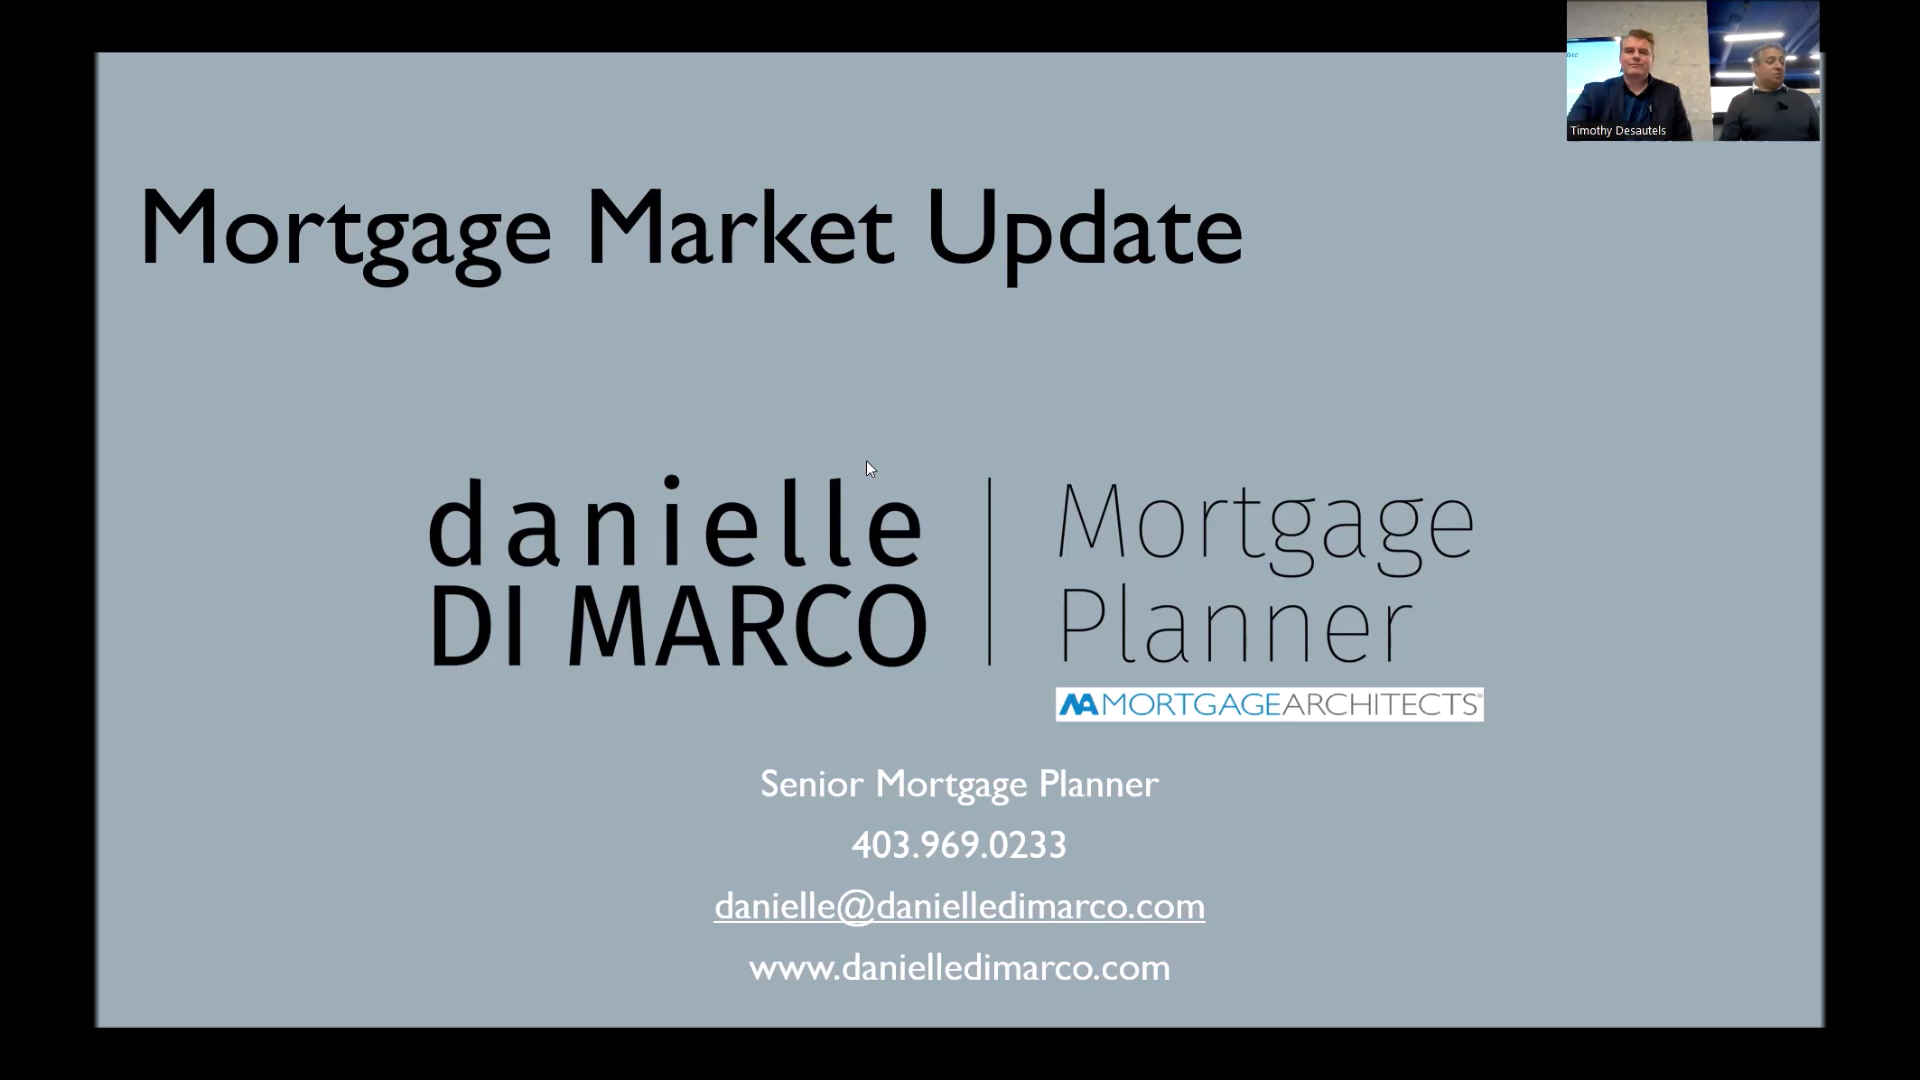 Timothy Desautels
Mortgage Market Update
danielle
DI MARCO
Mortgage
Planner
MORTGAGEARCHITECTS
Senior Mortgage Planner
403.969.0233
danielle@danielledimarco.com
www.danielledimarco.com